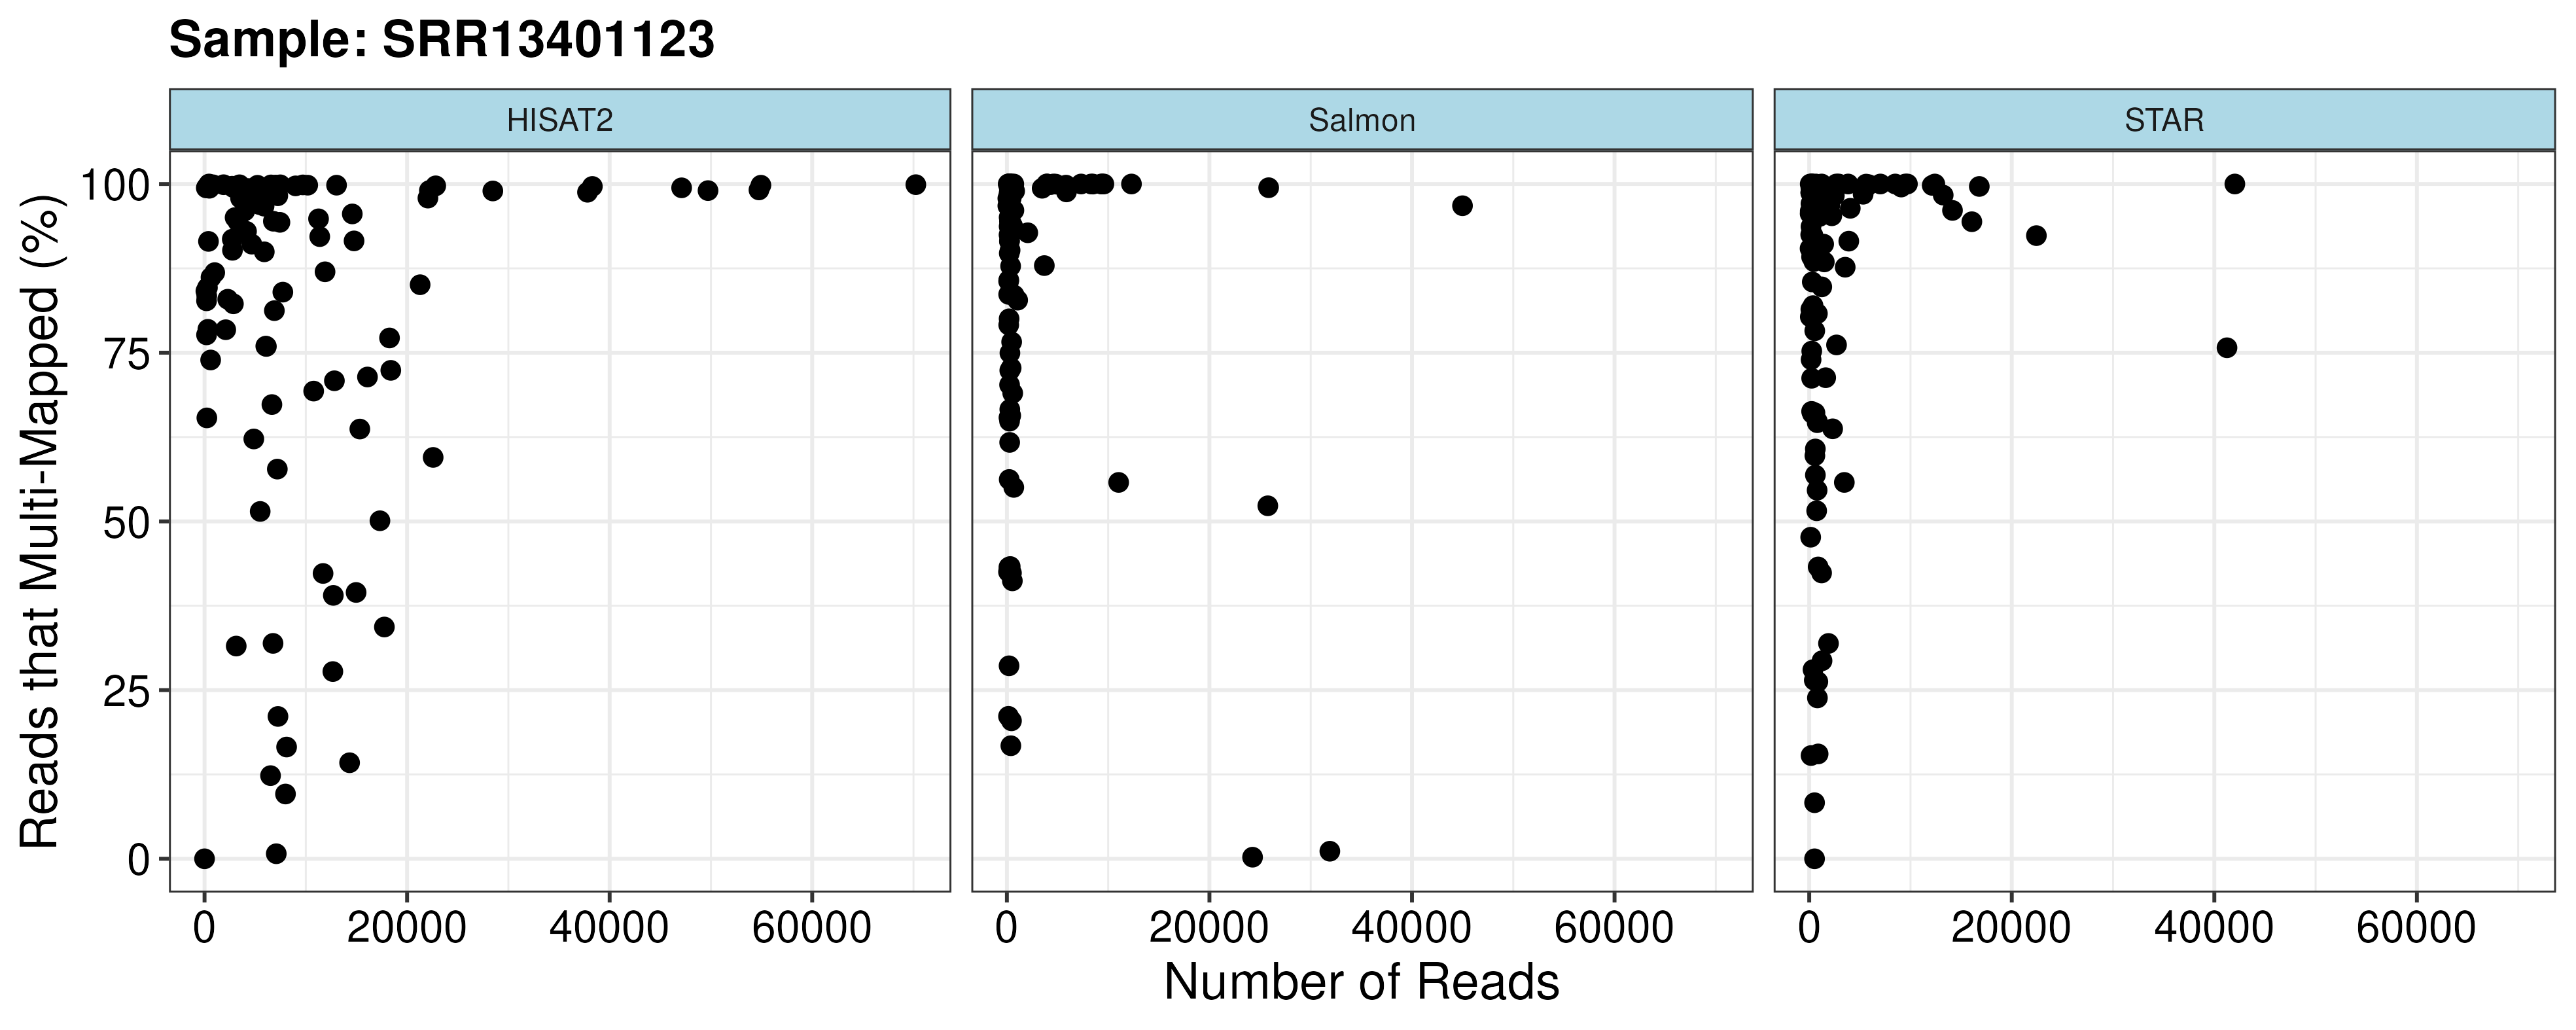 Sample: SRR13401123
HISAT2 Salmon STAR
Reads that Multi-Mapped (%)
100
75
50
25
0
0 20000 40000 60000 0 20000 40000 60000 0 20000 40000 60000
Number of Reads